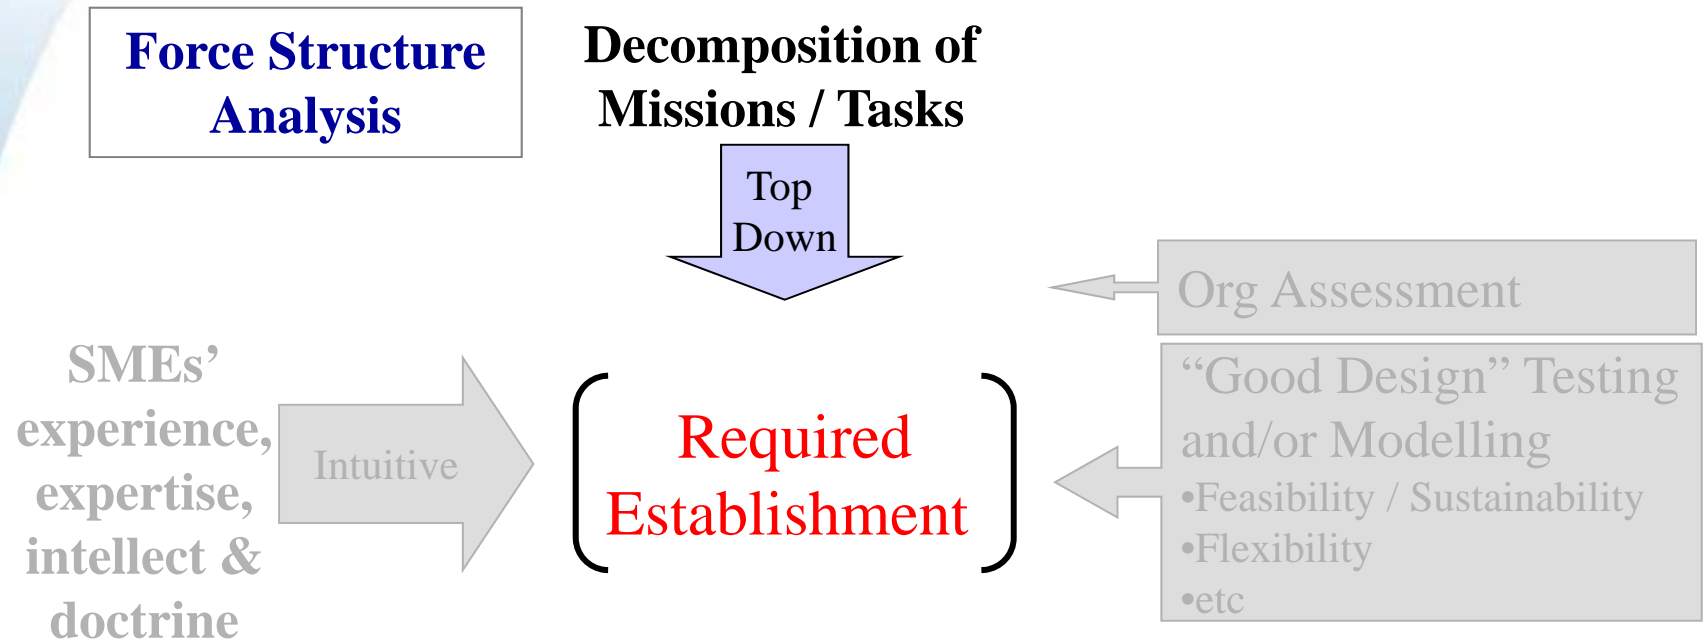 Force Structure
Analysis
Decomposition of
Missions / Tasks
Top
Down
SMEs’
experience,
expertise,
intellect &
doctrine
Intuitive
Required
Establishment
Org Assessment
“Good Design” Testing
and/or Modelling
•Feasibility / Sustainability
•Flexibility
•etc